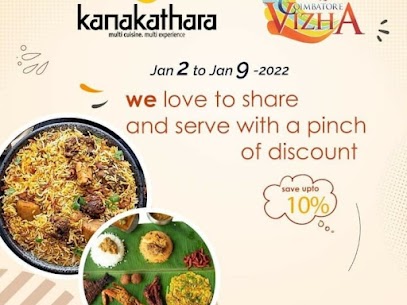 kanakathara
multi cuisine. multi experience
COIMBATORE
VIZHA
Jan 2 to Jan 9 -2022
we love to share
and serve with a pinch
of discount
save upto
10%